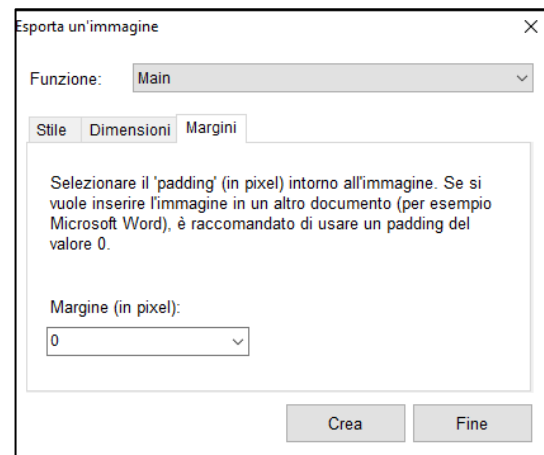 Esporta un'immagine
Funzione: Main
Stile Dimensioni Margini
Selezionare il 'padding' (in pixel) intorno all'immagine. Se si
vuole inserire l'immagine in un altro documento (per esempio
Microsoft Word), è raccomandato di usare un padding del
valore 0.
Margine (in pixel):
0
Crea Fine